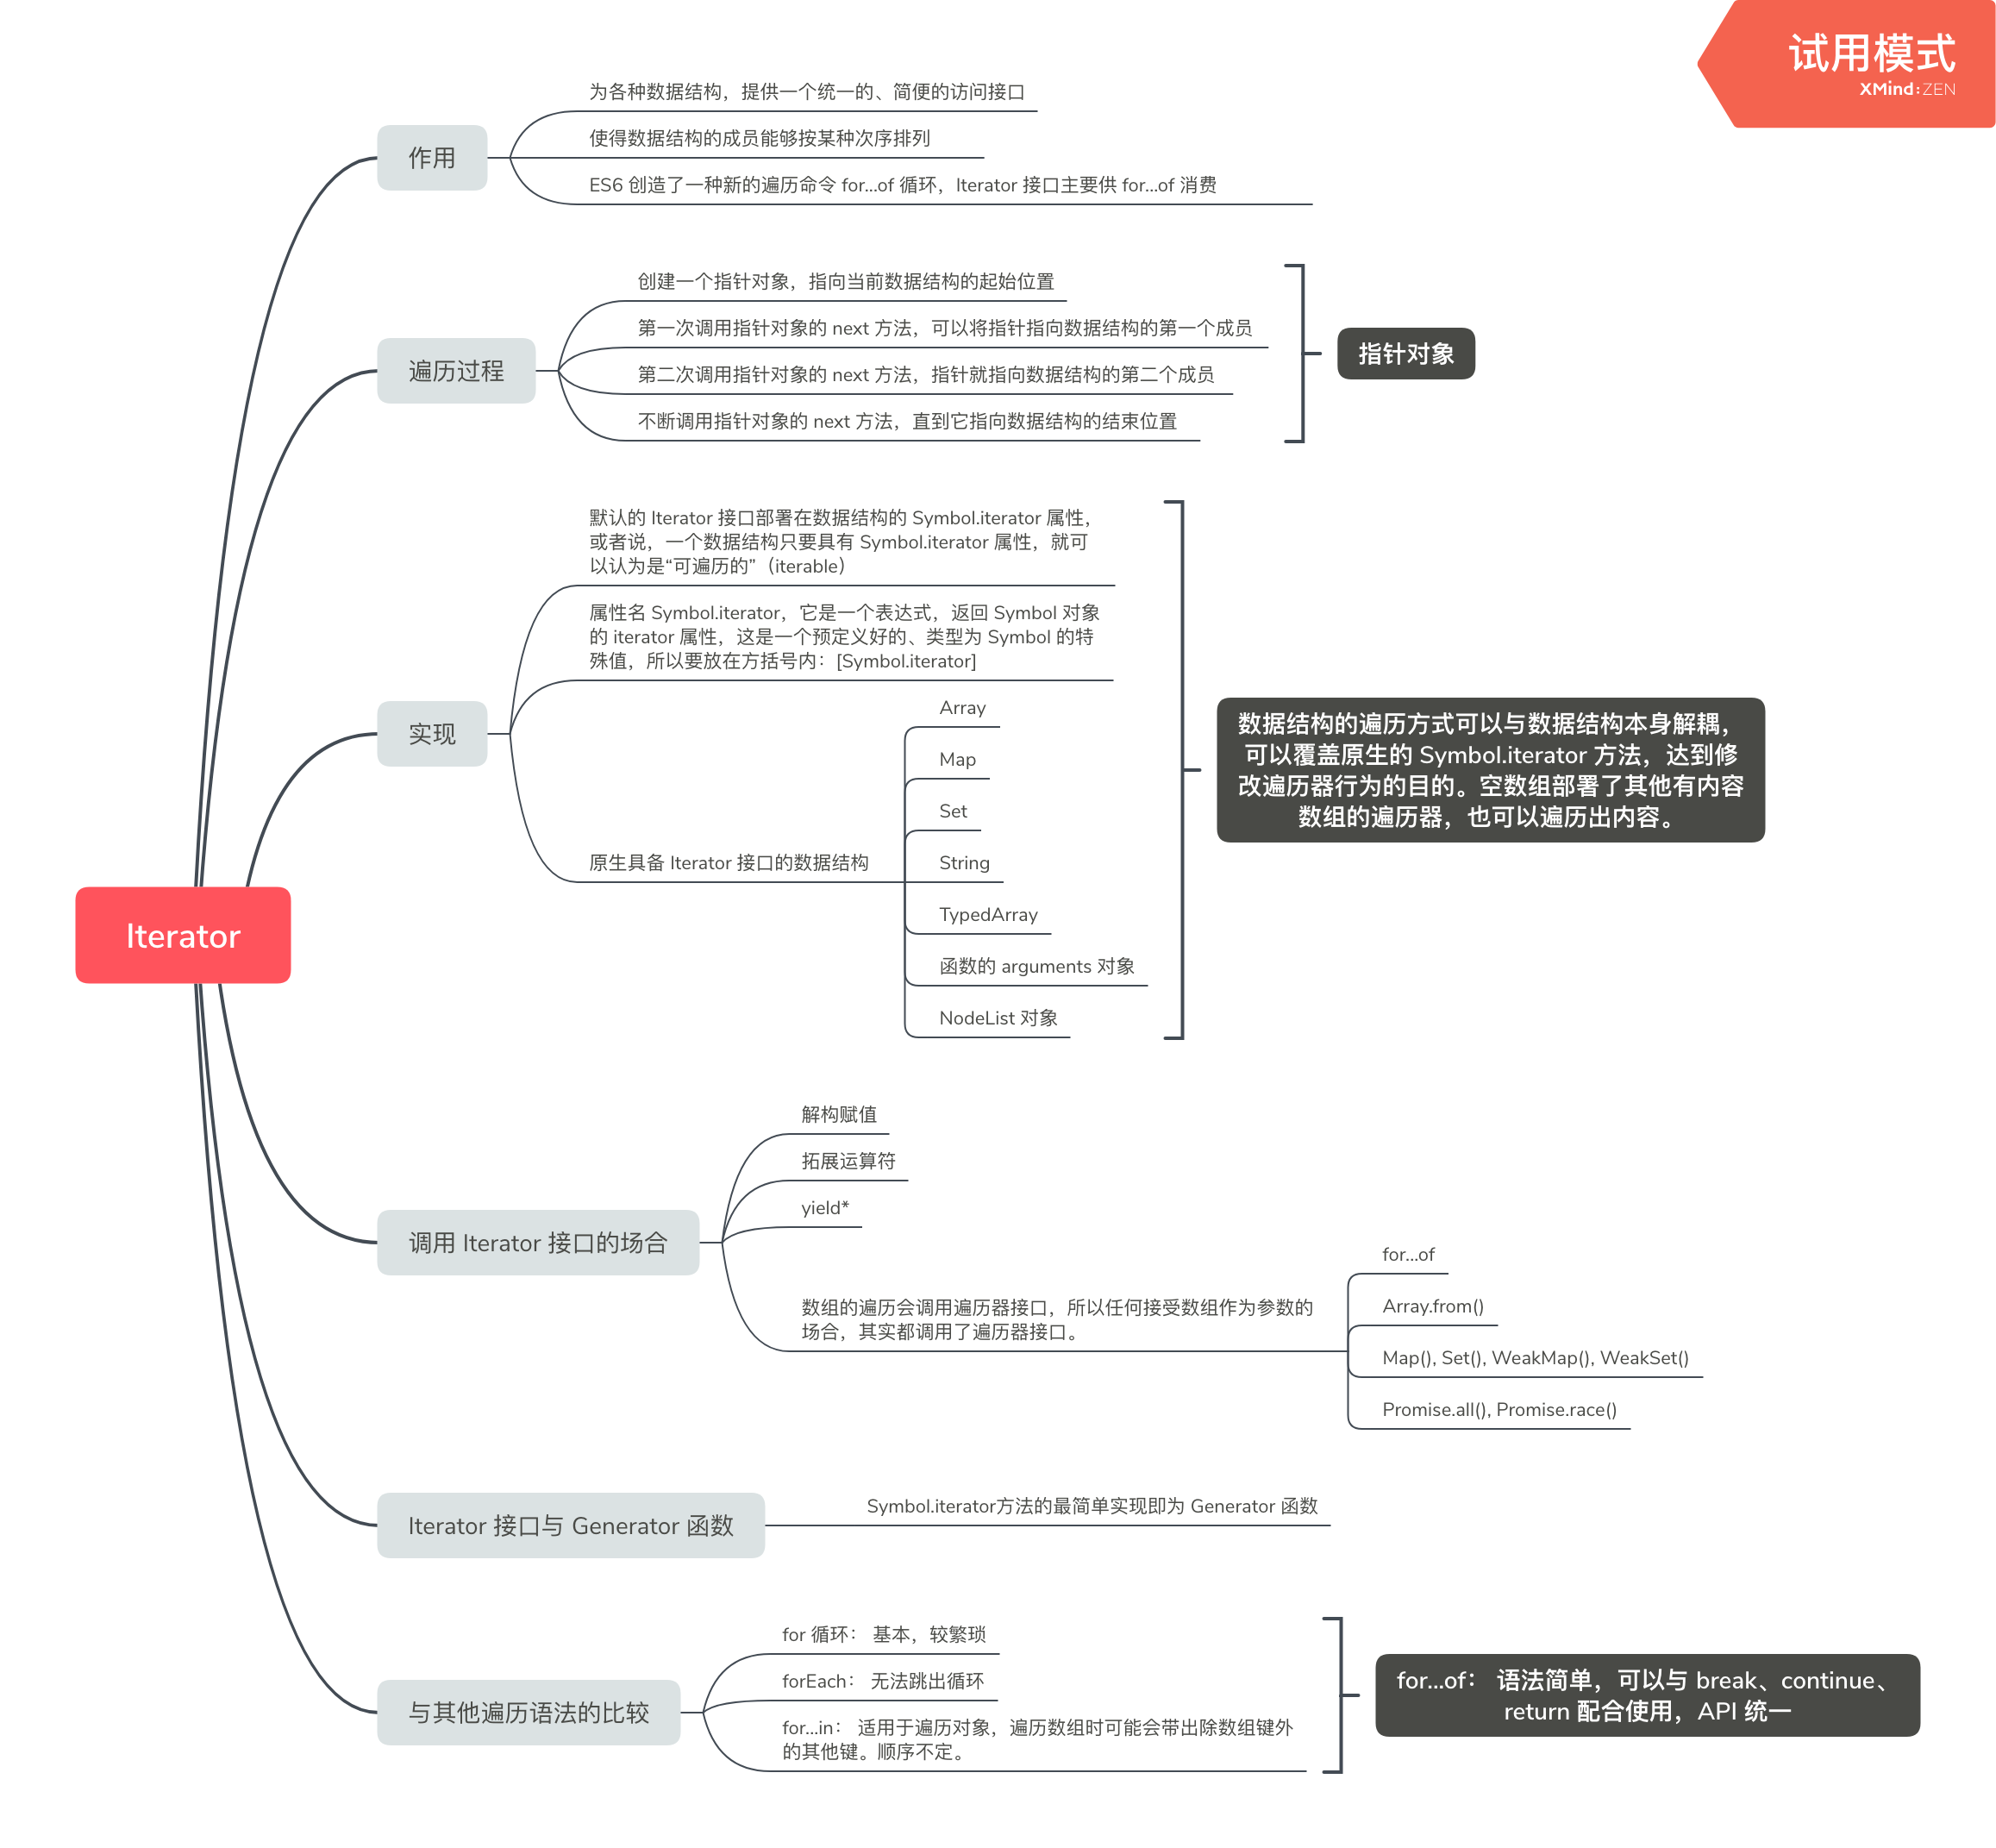 试用模式
XMind:ZEN
Iterator
作用
为各种数据结构，提供一个统一的、简便的访问接口
使得数据结构的成员能够按某种次序排列
ES6 创造了一种新的遍历命令 for...of 循环，Iterator 接口主要供 for...of 消费
遍历过程
创建一个指针对象，指向当前数据结构的起始位置
第一次调用指针对象的 next 方法，可以将指针指向数据结构的第一个成员
第二次调用指针对象的 next 方法，指针就指向数据结构的第二个成员
不断调用指针对象的 next 方法，直到它指向数据结构的结束位置
指针对象
实现
默认的 Iterator 接口部署在数据结构的 Symbol.iterator 属性，
或者说，一个数据结构只要具有 Symbol.iterator 属性，就可
以认为是“可遍历的”（iterable）
属性名 Symbol.iterator，它是一个表达式，返回 Symbol 对象
的 iterator 属性，这是一个预定义好的、类型为 Symbol 的特
殊值，所以要放在方括号内：[Symbol.iterator]
原生具备 Iterator 接口的数据结构
Array
Map
Set
String
TypedArray
函数的 arguments 对象
NodeList 对象
数据结构的遍历方式可以与数据结构本身解耦，
可以覆盖原生的 Symbol.iterator 方法，达到修
改遍历器行为的目的。空数组部署了其他有内容
数组的遍历器，也可以遍历出内容。
调用 Iterator 接口的场合
解构赋值
拓展运算符
yield*
数组的遍历会调用遍历器接口，所以任何接受数组作为参数的
场合，其实都调用了遍历器接口。
for...of
Array.from()
Map(), Set(), WeakMap(), WeakSet()
Promise.all(), Promise.race()
Iterator 接口与 Generator 函数
Symbol.iterator方法的最简单实现即为 Generator 函数
与其他遍历语法的比较
for 循环： 基本，较繁琐
forEach： 无法跳出循环
for...in： 适用于遍历对象，遍历数组时可能会带出除数组键外
的其他键。顺序不定。
for...of： 语法简单，可以与 break、continue、
return 配合使用，API 统一